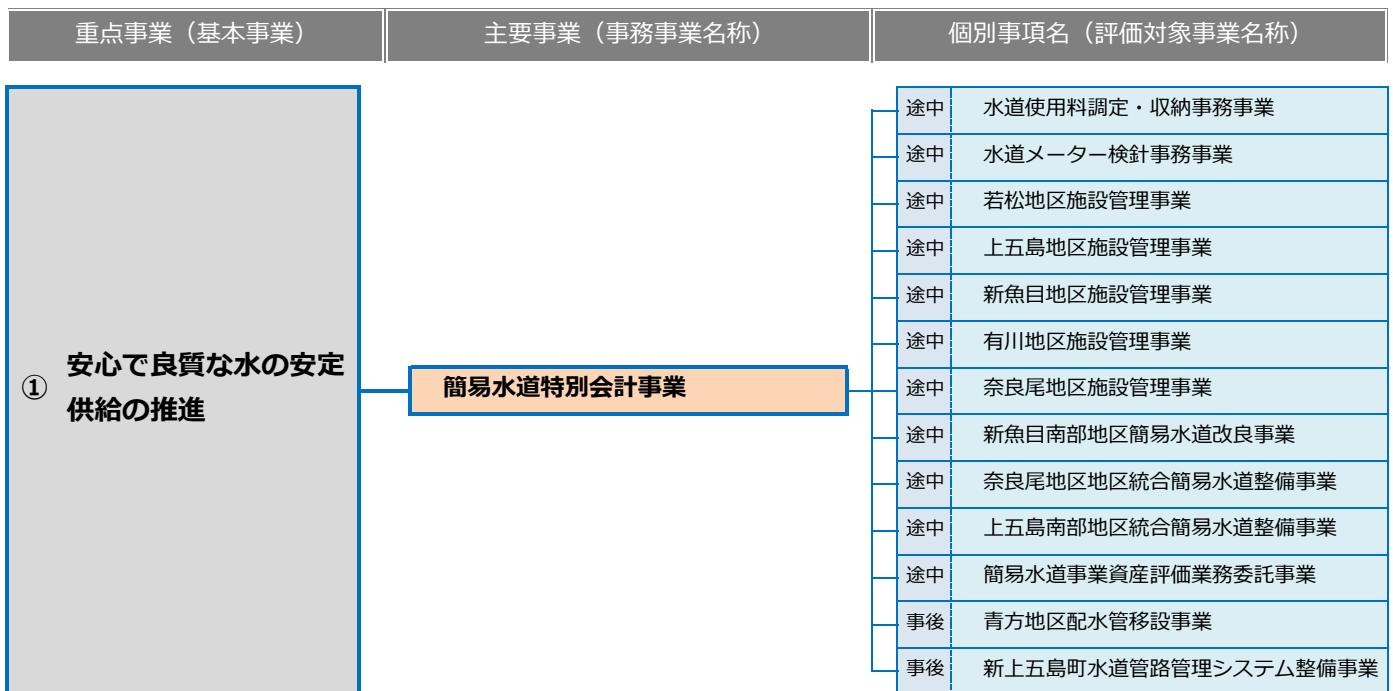 重点事業（基本事業）
主要事業（事務事業名称）
個別事項名（評価対象事業名称）
① 安心で良質な水の安定
供給の推進
簡易水道特別会計事業
途中 水道使用料調定・収納事務事業
途中 水道メーター検針事務事業
途中 若松地区施設管理事業
途中 上五島地区施設管理事業
途中 新魚目地区施設管理事業
途中 有川地区施設管理事業
途中 奈良尾地区施設管理事業
途中 新魚目南部地区簡易水道改良事業
途中 奈良尾地区地区統合簡易水道整備事業
途中 上五島南部地区統合簡易水道整備事業
途中 簡易水道事業資産評価業務委託事業
事後 青方地区配水管移設事業
事後 新上五島町水道管路管理システム整備事業